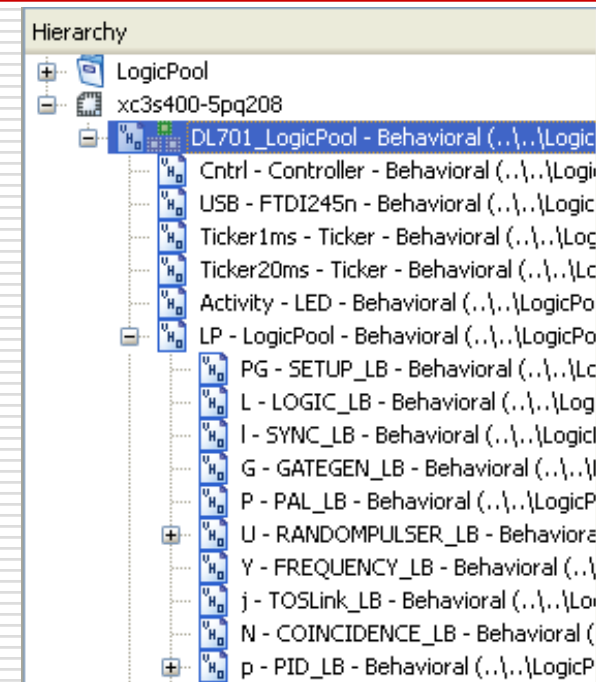 Hierarchy
LogicPool
xc3s400-5pq208
DL701_LogicPool - Behavioral (..\..\Logic
Cntrl - Controller - Behavioral (..\..\Logi
USB - FTDI245n - Behavioral (..\..\Logic
Ticker1ms - Ticker - Behavioral (..\..\Log
Ticker20ms - Ticker - Behavioral (..\..\Lo
Activity - LED - Behavioral (..\..\LogicPo
LP - LogicPool - Behavioral (..\..\LogicPo
PG - SETUP_LB - Behavioral (..\..\Lo
L - LOGIC_LB - Behavioral (..\..\Log
l - SYNC_LB - Behavioral (..\..\Logic
G - GATEGEN_LB - Behavioral (..\..\
P - PAL_LB - Behavioral (..\..\LogicP
U - RANDOMPULSER_LB - Behaviora
Y - FREQUENCY_LB - Behavioral (..\
j - TOSLink_LB - Behavioral (..\..\Lo
N - COINCIDENCE_LB - Behavioral (
p - PID_LB - Behavioral (..\..\LogicP